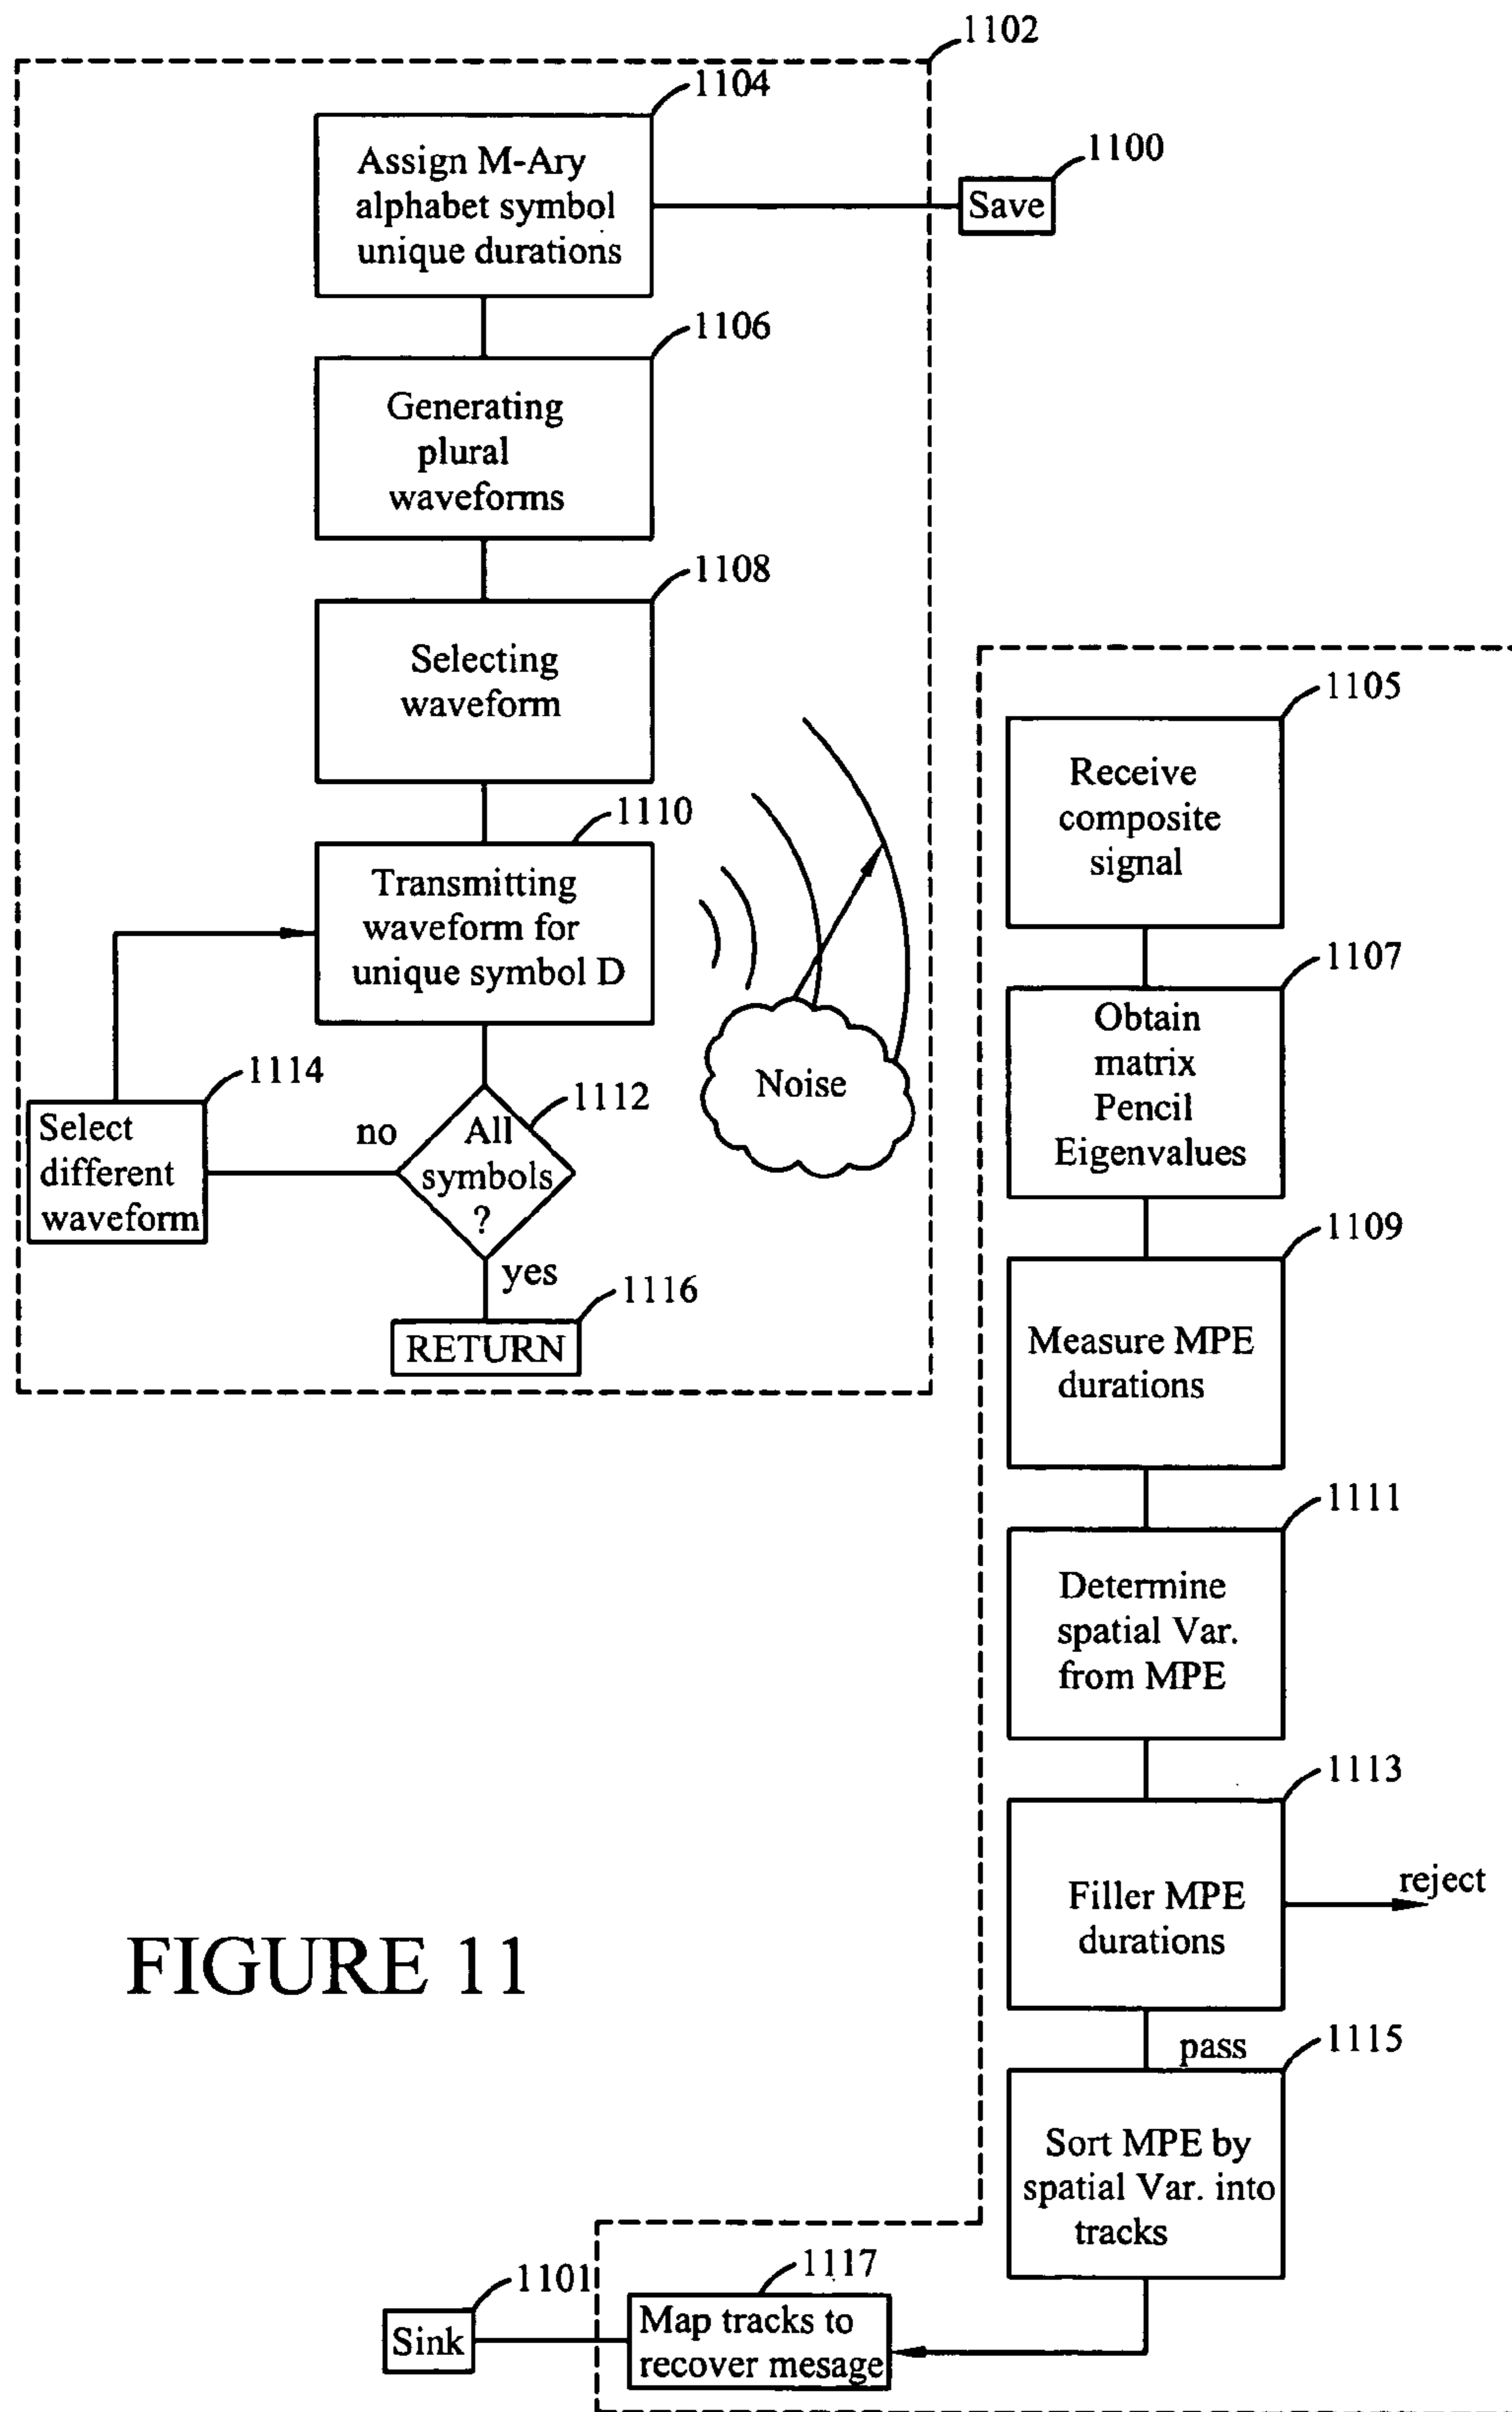 1102
1104
Assign M-Ary
alphabet symbol
unique durations
1100
Save
1106
Generating
plural
waveforms
1108
Selecting
waveform
1110
Transmitting
waveform for
unique symbol D
1114
Select
different
waveform
no
1112
All
symbols
?
yes
1116
RETURN
Noise
1105
Receive
composite
signal
1107
Obtain
matrix
Pencil
Eigenvalues
1109
Measure MPE
durations
1111
Determine
spatial Var.
from MPE
1113
Filler MPE
durations
reject
pass
1115
Sort MPE by
spatial Var. into
tracks
1117
Map tracks to
recover mesage
1101
Sink
FIGURE 11